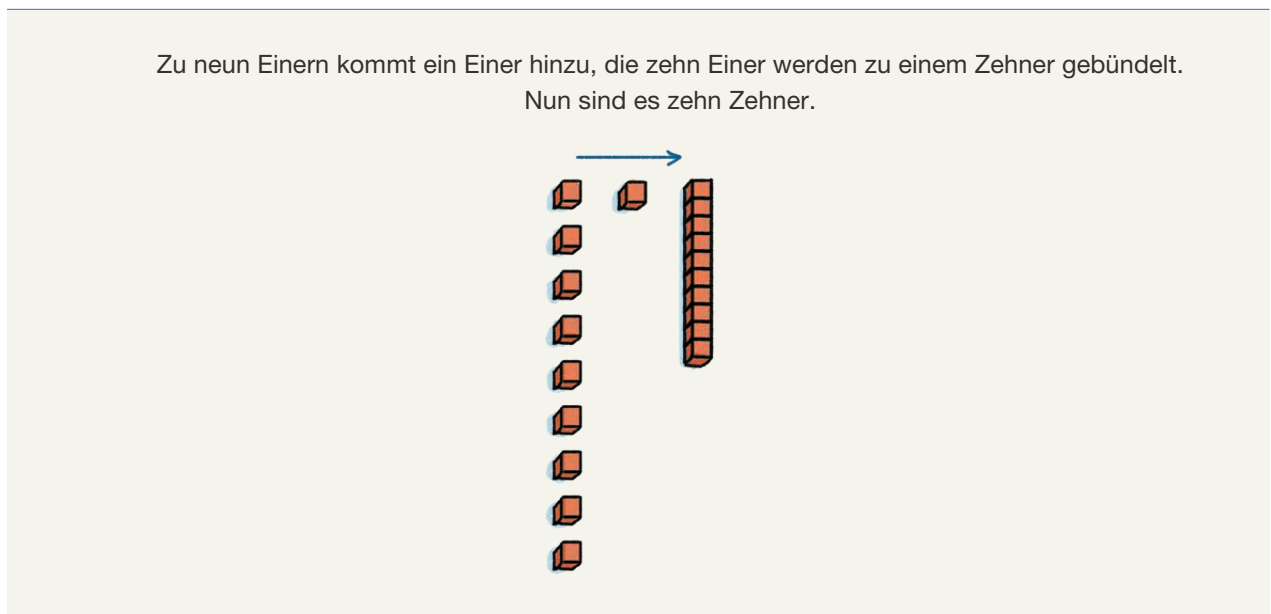 Zu neun Einern kommt ein Einer hinzu, die zehn Einer werden zu einem Zehner gebündelt.
Nun sind es zehn Zehner.